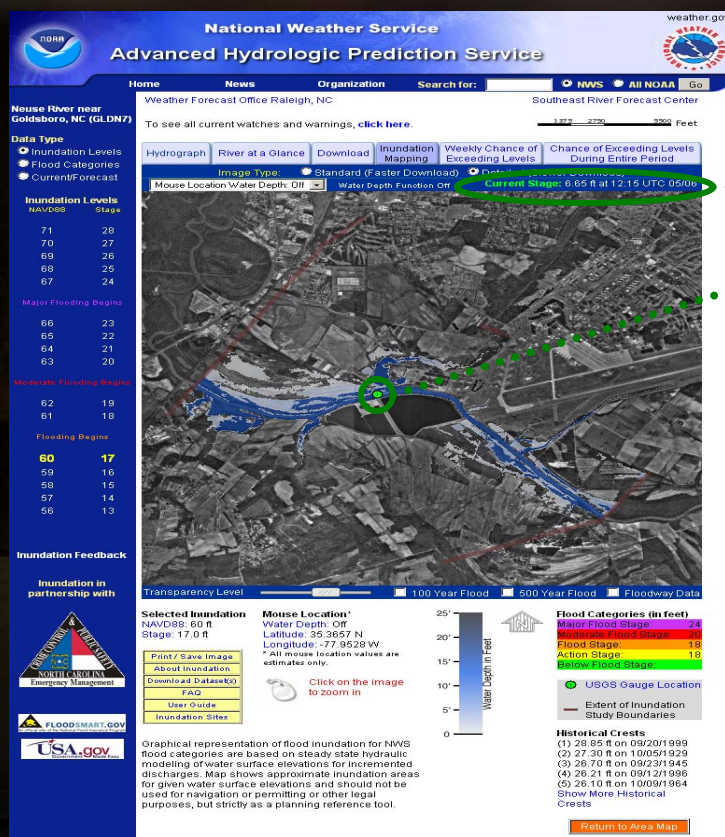 weather.gov
NOAA
National Weather Service
Advanced Hydrologic Prediction Service
Home News Organization Search for: NWS All NOAA Go
Neuse River near
Goldsboro, NC (GLDN7)
Data Type
Inundation Levels
Flood Categories
Current/Forecast
Inundation Levels
NAVD88 Stage
71 28
70 27
69 26
68 25
67 24
Major Flooding Begins
66 23
65 22
64 21
63 20
Moderate Flooding Begins
62 19
61 18
Flooding Begins
60 17
59 16
58 15
57 14
56 13
Inundation Feedback
Inundation in
partnership with
CRIME CONTROL & PUBLIC SAFETY
NORTH CAROLINA
Emergency Management
FLOODSMART.GOV
USA.gov
Government Made Easy
Weather Forecast Office Raleigh, NC Southeast River Forecast Center
To see all current watches and warnings, click here.
1375 2750 5500 Feet
Hydrograph River at a Glance Download Inundation Mapping Weekly Chance of Exceeding Levels Chance of Exceeding Levels During Entire Period
Image Type: Standard (Faster Download)
Mouse Location Water Depth: Off Water Depth Function Off Current Stage: 6.65 ft at 12:15 UTC 05/06
Transparency Level 100 Year Flood 500 Year Flood Floodway Data
Selected Inundation
NAVD88: 60 ft
Stage: 17.0 ft
Print / Save Image
About Inundation
Download Dataset(s)
FAQ
User Guide
Inundation Sites
Mouse Location*
Water Depth: Off
Latitude: 35.3657 N
Longitude: -77.9528 W
* All mouse location values are
estimates only.
Click on the image
to zoom in
25'
20'
15'
10'
5'
0
Water Depth in Feet
Flood Categories (in feet)
Major Flood Stage: 24
Moderate Flood Stage: 20
Flood Stage: 18
Action Stage: 18
Below Flood Stage:
USGS Gauge Location
Extent of Inundation
Study Boundaries
Historical Crests
(1) 28.85 ft on 09/20/1999
(2) 27.30 ft on 10/05/1929
(3) 26.70 ft on 09/23/1945
(4) 26.21 ft on 09/12/1996
(5) 26.10 ft on 10/09/1964
Show More Historical
Crests
Return to Area Map
Graphical representation of flood inundation for NWS
flood categories are based on steady state hydraulic
modeling of water surface elevations for incremented
discharges. Map shows approximate inundation areas
for given water surface elevations and should not be
used for navigation or permitting or other legal
purposes, but strictly as a planning reference tool.